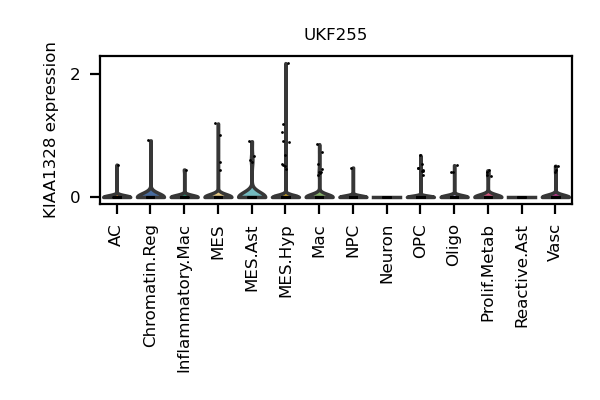 UKF255
KIAA1328 expression
2
0
AC
Chromatin.Reg
Inflammatory.Mac
MES
MES.Ast
MES.Hyp
Mac
NPC
Neuron
OPC
Oligo
Prolif.Metab
Reactive.Ast
Vasc